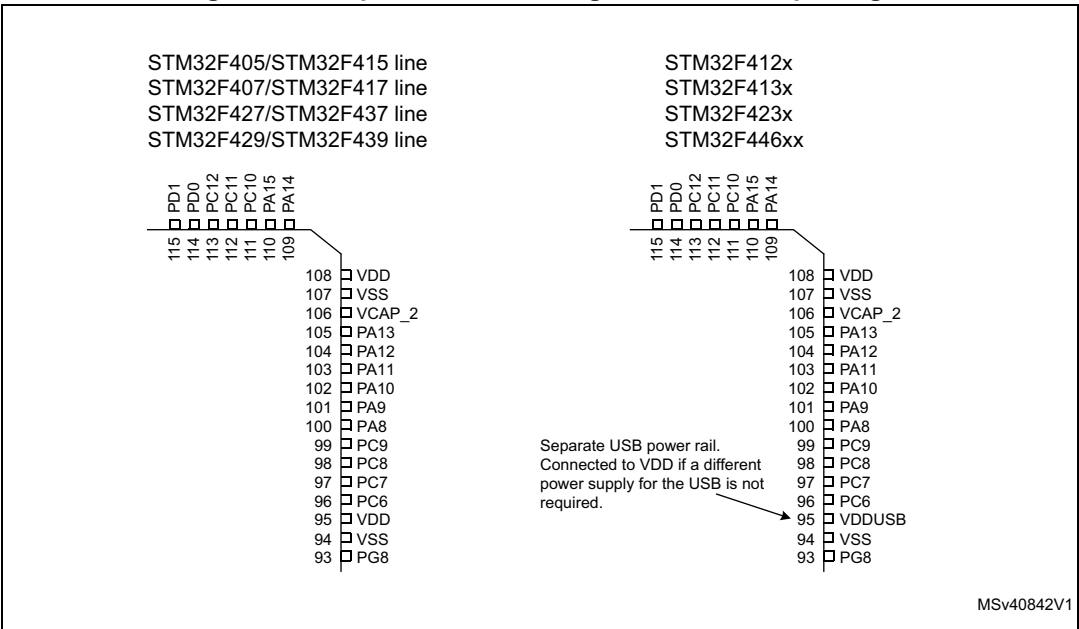 STM32F405/STM32F415 line
STM32F407/STM32F417 line
STM32F427/STM32F437 line
STM32F429/STM32F439 line
PD1
PD0
PC12
PC11
PC10
PA15
PA14
115
114
113
112
111
110
109
108 VDD
107 VSS
106 VCAP_2
105 PA13
104 PA12
103 PA11
102 PA10
101 PA9
100 PA8
99 PC9
98 PC8
97 PC7
96 PC6
95 VDD
94 VSS
93 PG8
STM32F412x
STM32F413x
STM32F423x
STM32F446xx
PD1
PD0
PC12
PC11
PC10
PA15
PA14
115
114
113
112
111
110
109
108 VDD
107 VSS
106 VCAP_2
105 PA13
104 PA12
103 PA11
102 PA10
101 PA9
100 PA8
99 PC9
98 PC8
97 PC7
96 PC6
95 VDDUSB
94 VSS
93 PG8
Separate USB power rail.
Connected to VDD if a different
power supply for the USB is not
required.
MSv40842V1